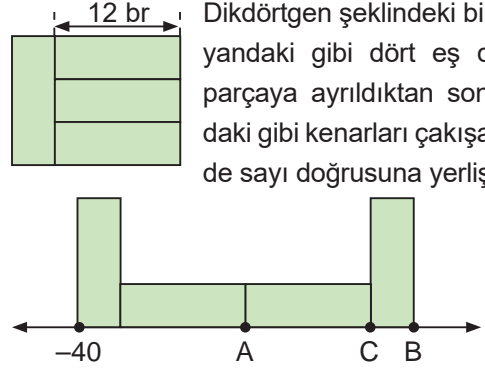 12 br
Dikdörtgen şeklindeki bi
yandaki gibi dört eş d
parçaya ayrıldıktan son
daki gibi kenarları çakışa
de sayı doğrusuna yerliş
–40 A C B